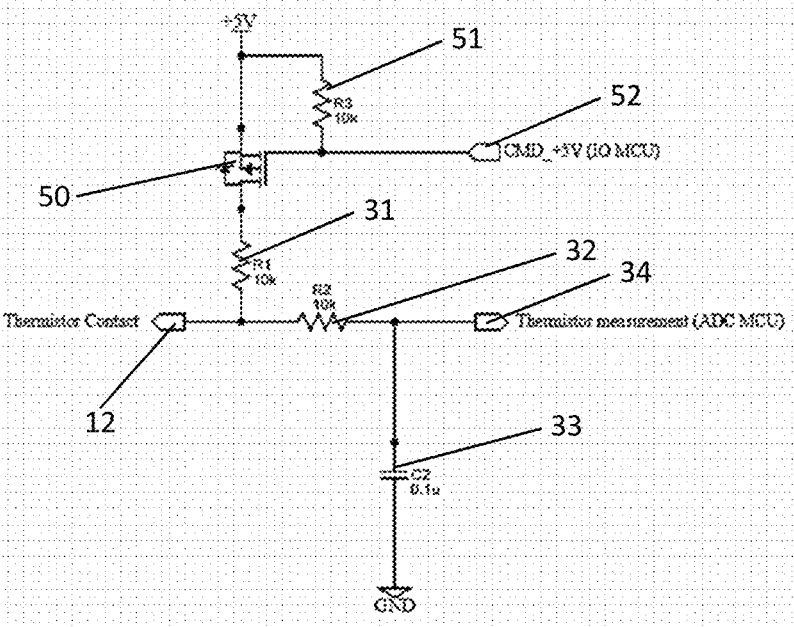 +5V
51
R3
10k
52
CMD_+5V (IO MCU)
50
31
R1
10k
32
34
R2
10k
Thermistor Contact
Thermistor measurement (ADC MCU)
12
33
C2
0.1u
GND